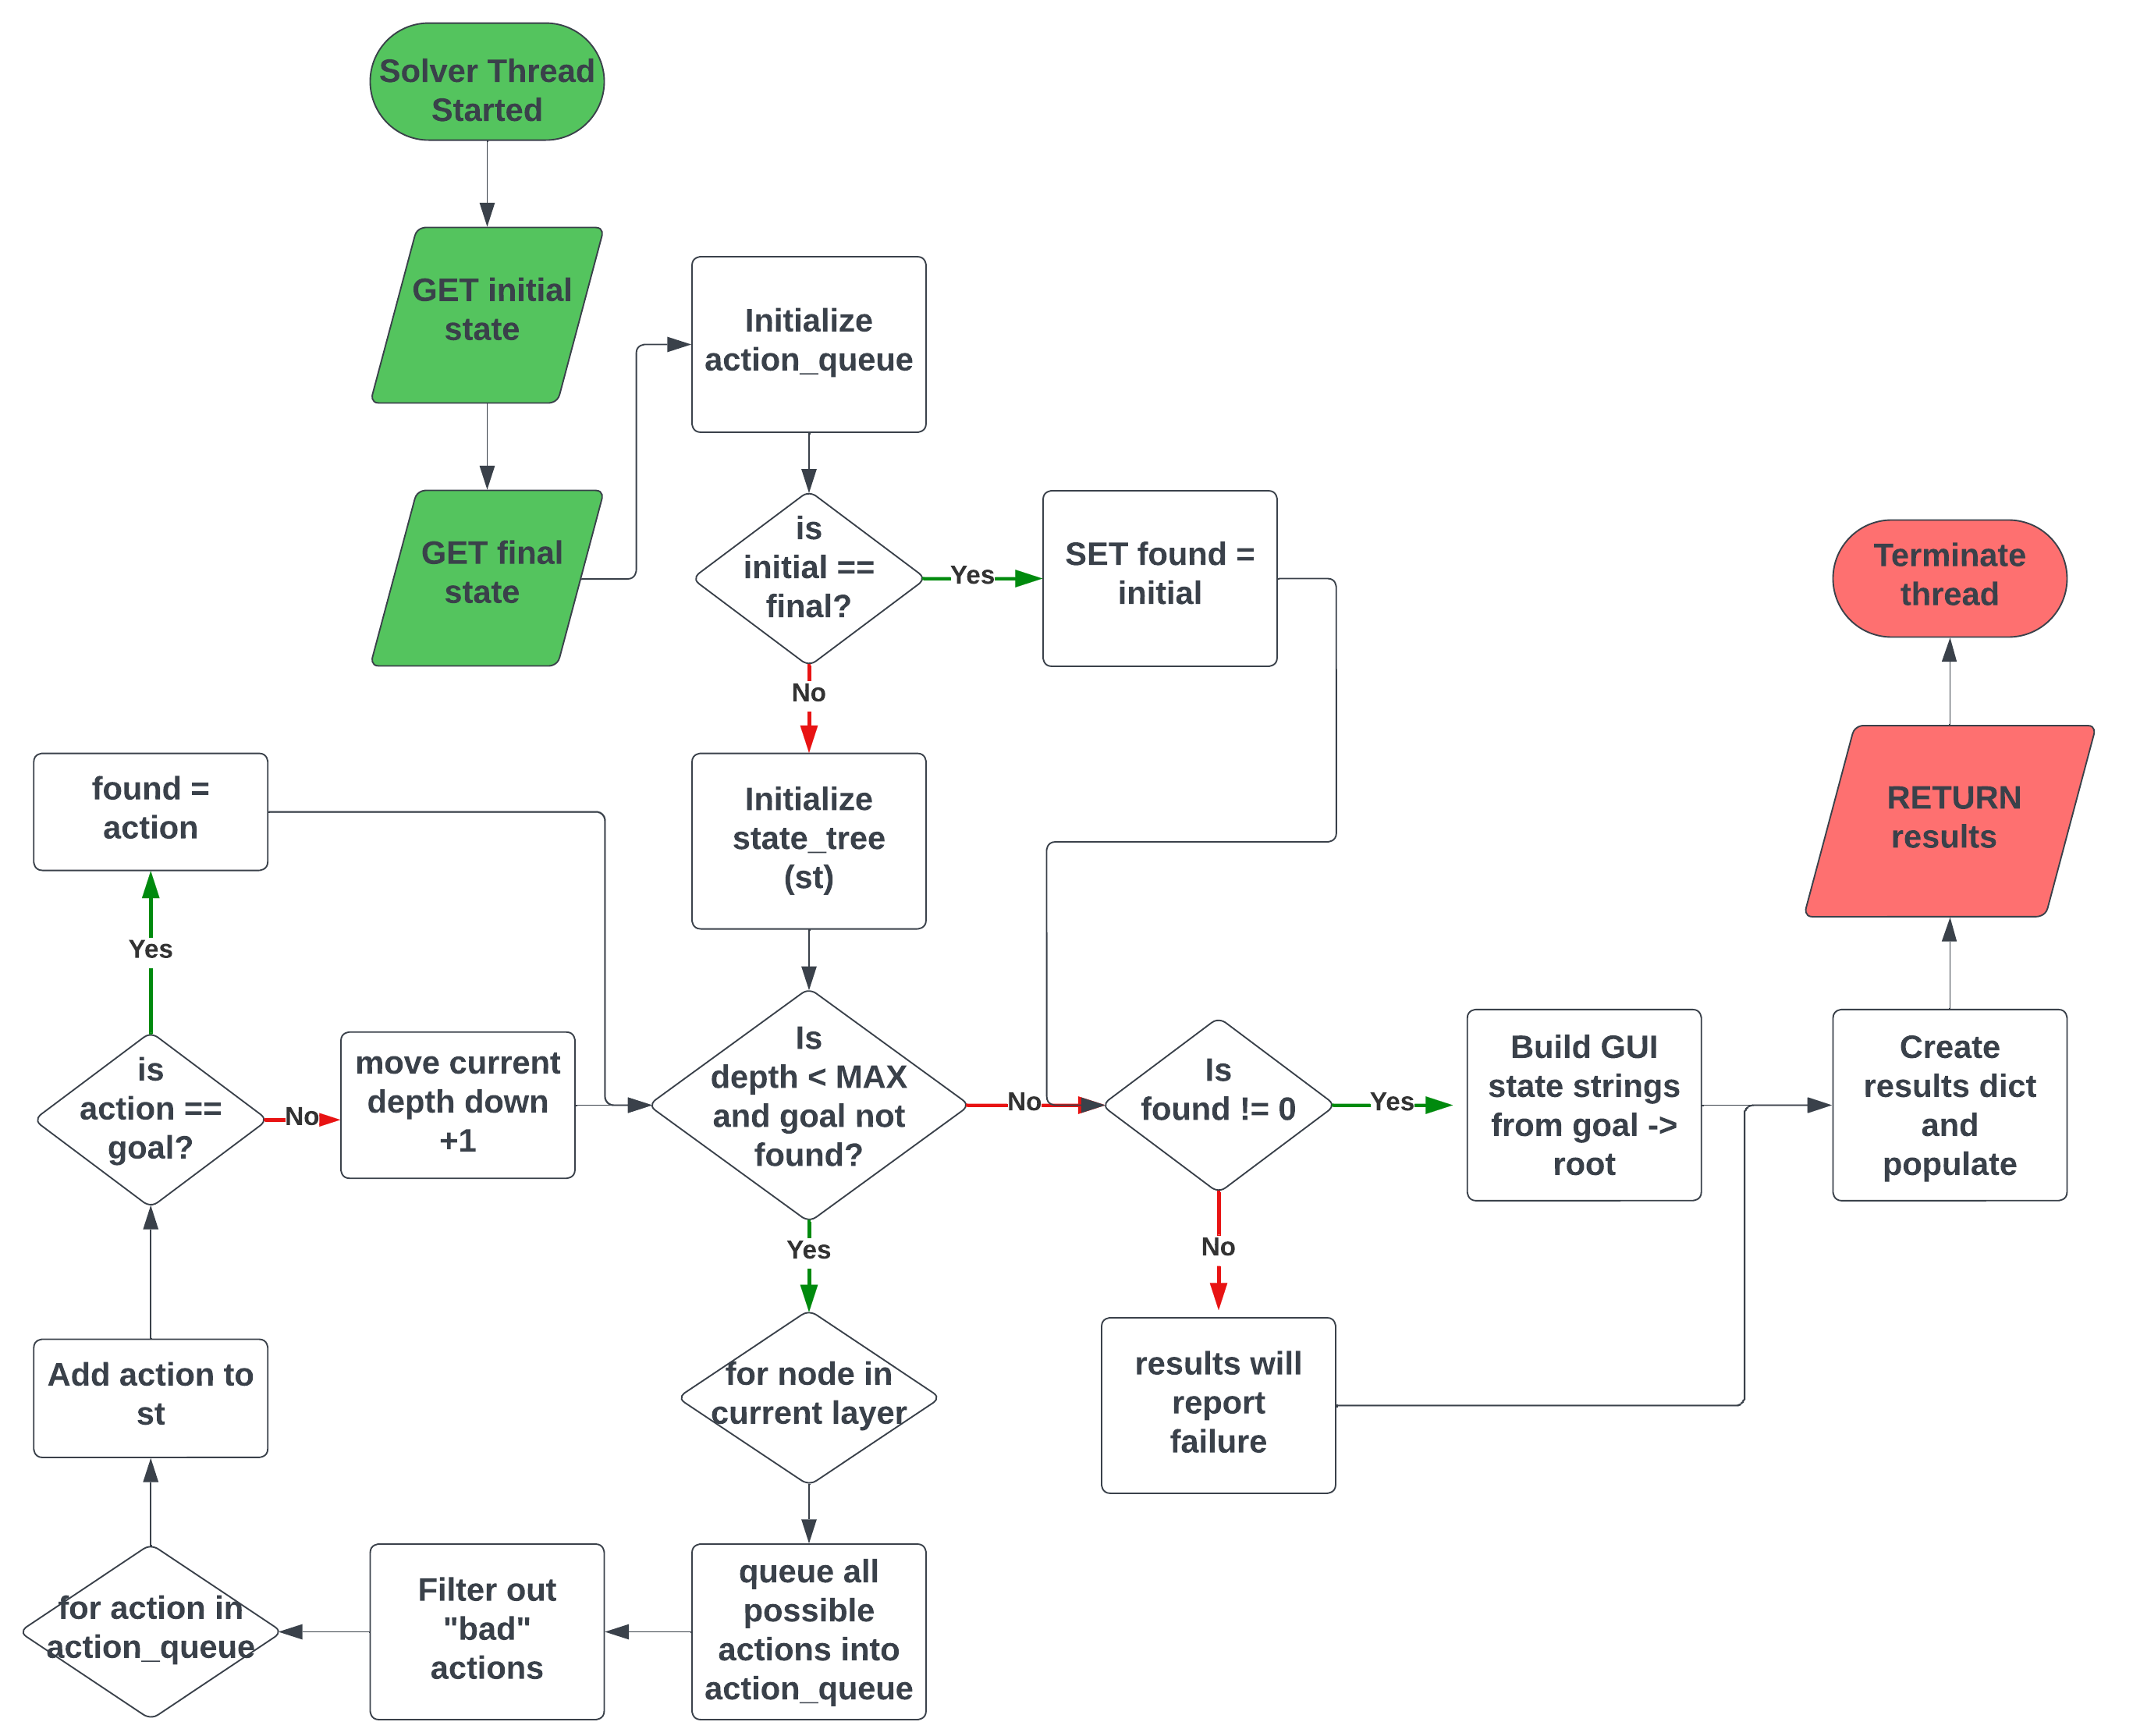 Solver Thread
Started
GET initial
state
GET final
state
Initialize
action_queue
is
initial ==
final?
Yes
SET found =
initial
No
Initialize
state_tree
(st)
Is
depth < MAX
and goal not
found?
Yes
for node in
current layer
queue all
possible
actions into
action_queue
Filter out
"bad"
actions
for action in
action_queue
Add action to
st
is
action ==
goal?
Yes
found =
action
No
move current
depth down
+1
No
Is
found != 0
Yes
Build GUI
state strings
from goal ->
root
No
results will
report
failure
Create
results dict
and
populate
RETURN
results
Terminate
thread